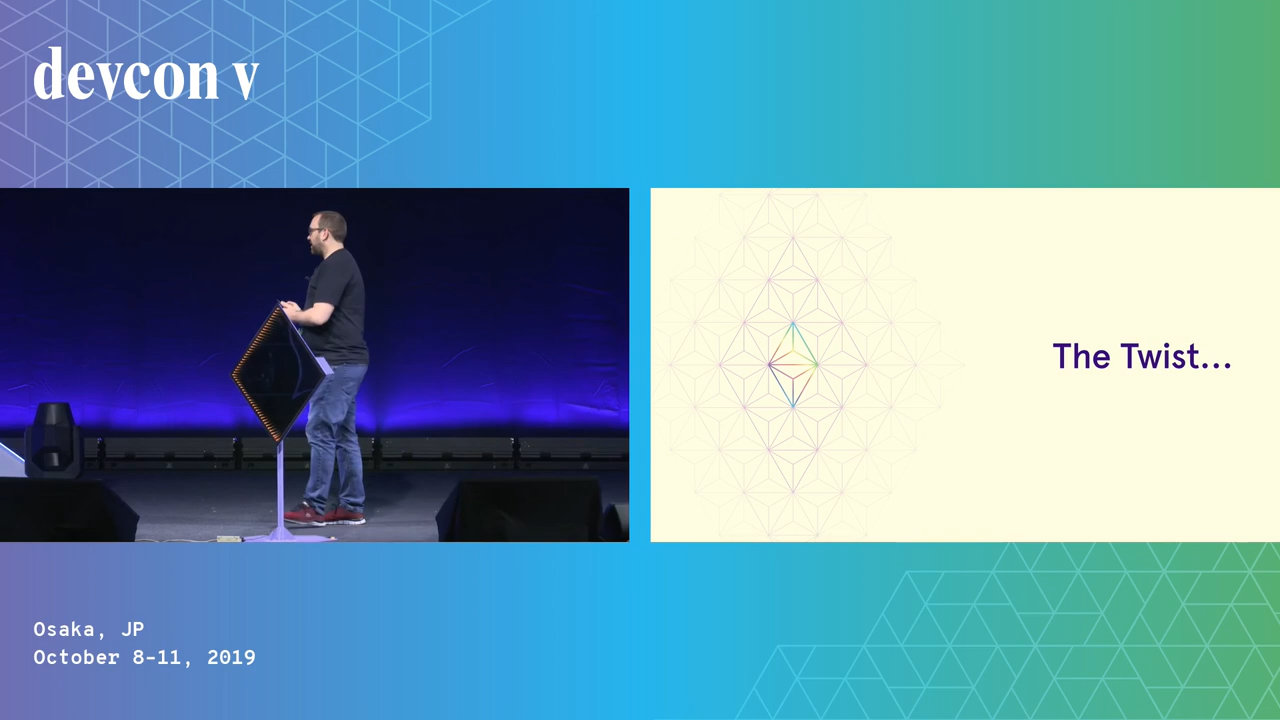 devcon v
The Twist...
Osaka, JP
October 8-11, 2019